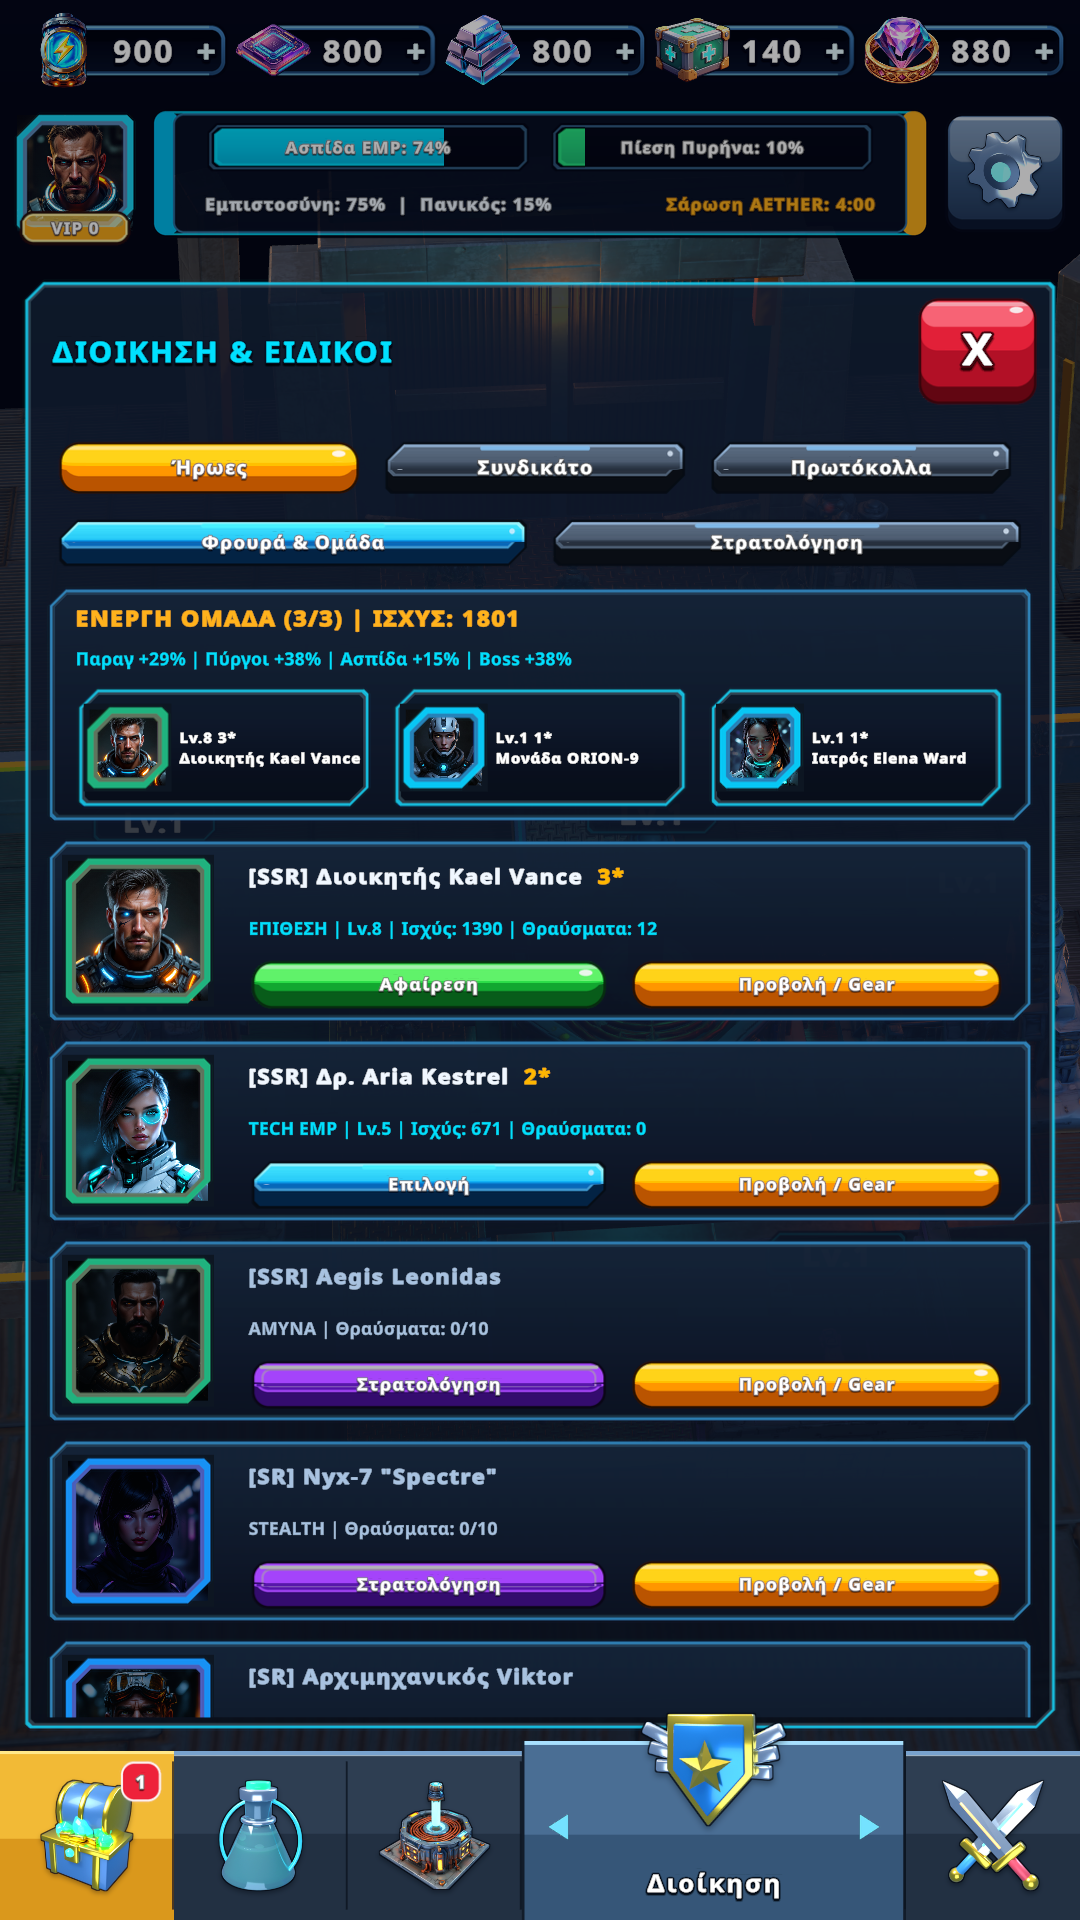 900 + 800 + 800 + 140 + 880 +
Ασπίδα EMP: 74% Πίεση Πυρήνα: 10%
VIP 0
Εμπιστοσύνη: 75% | Πανικός: 15% Σάρωση AETHER: 4:00
ΔΙΟΙΚΗΣΗ & ΕΙΔΙΚΟΙ X
Ήρωες Συνδικάτο Πρωτόκολλα
Φρουρά & Ομάδα Στρατολόγηση
ΕΝΕΡΓΗ ΟΜΑΔΑ (3/3) | ΙΣΧΥΣ: 1801
Παραγ +29% | Πύργοι +38% | Ασπίδα +15% | Boss +38%
Lv.8 3* Lv.1 1* Lv.1 1*
Διοικητής Kael Vance Μονάδα ORION-9 Ιατρός Elena Ward
Lv.1 Lv.1
[SSR] Διοικητής Kael Vance 3*
ΕΠΙΘΕΣΗ | Lv.8 | Ισχύς: 1390 | Θραύσματα: 12
Αφαίρεση Προβολή / Gear
[SSR] Δρ. Aria Kestrel 2*
TECH EMP | Lv.5 | Ισχύς: 671 | Θραύσματα: 0
Επιλογή Προβολή / Gear
[SSR] Aegis Leonidas
ΑΜΥΝΑ | Θραύσματα: 0/10
Στρατολόγηση Προβολή / Gear
[SR] Nyx-7 "Spectre"
STEALTH | Θραύσματα: 0/10
Στρατολόγηση Προβολή / Gear
[SR] Αρχιμηχανικός Viktor
1
Διοίκηση